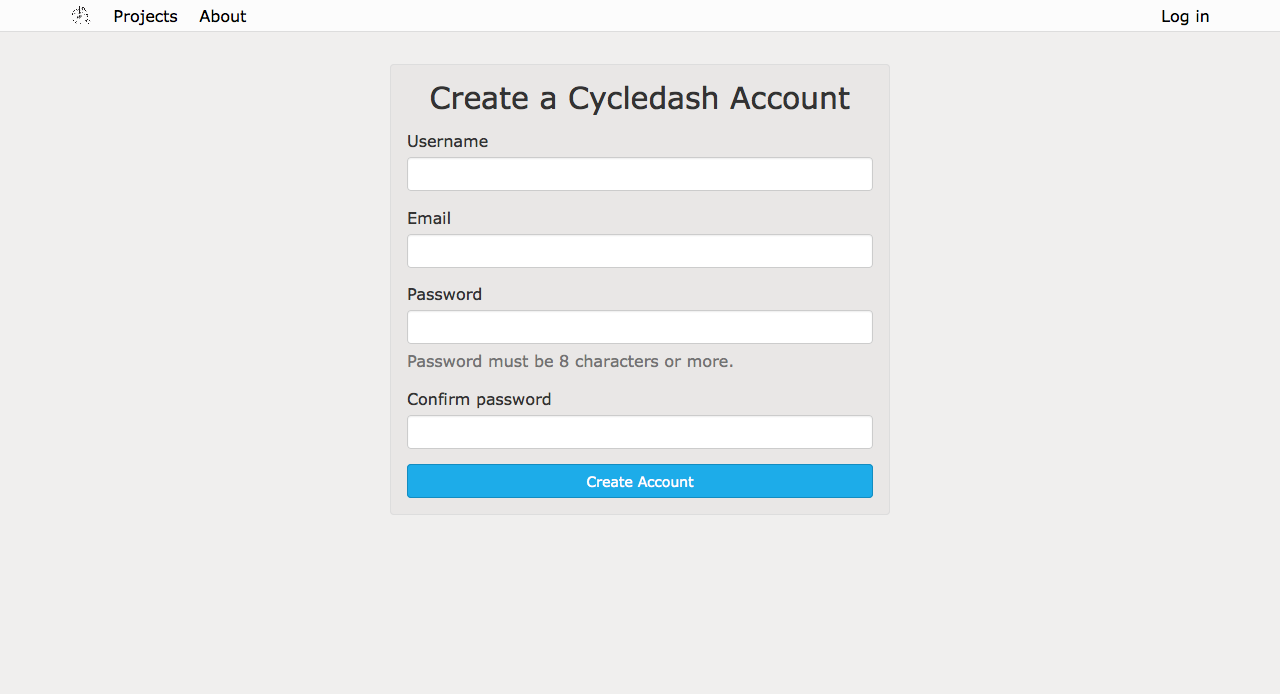 Projects About Log in
Create a Cycledash Account
Username
Email
Password
Password must be 8 characters or more.
Confirm password
Create Account